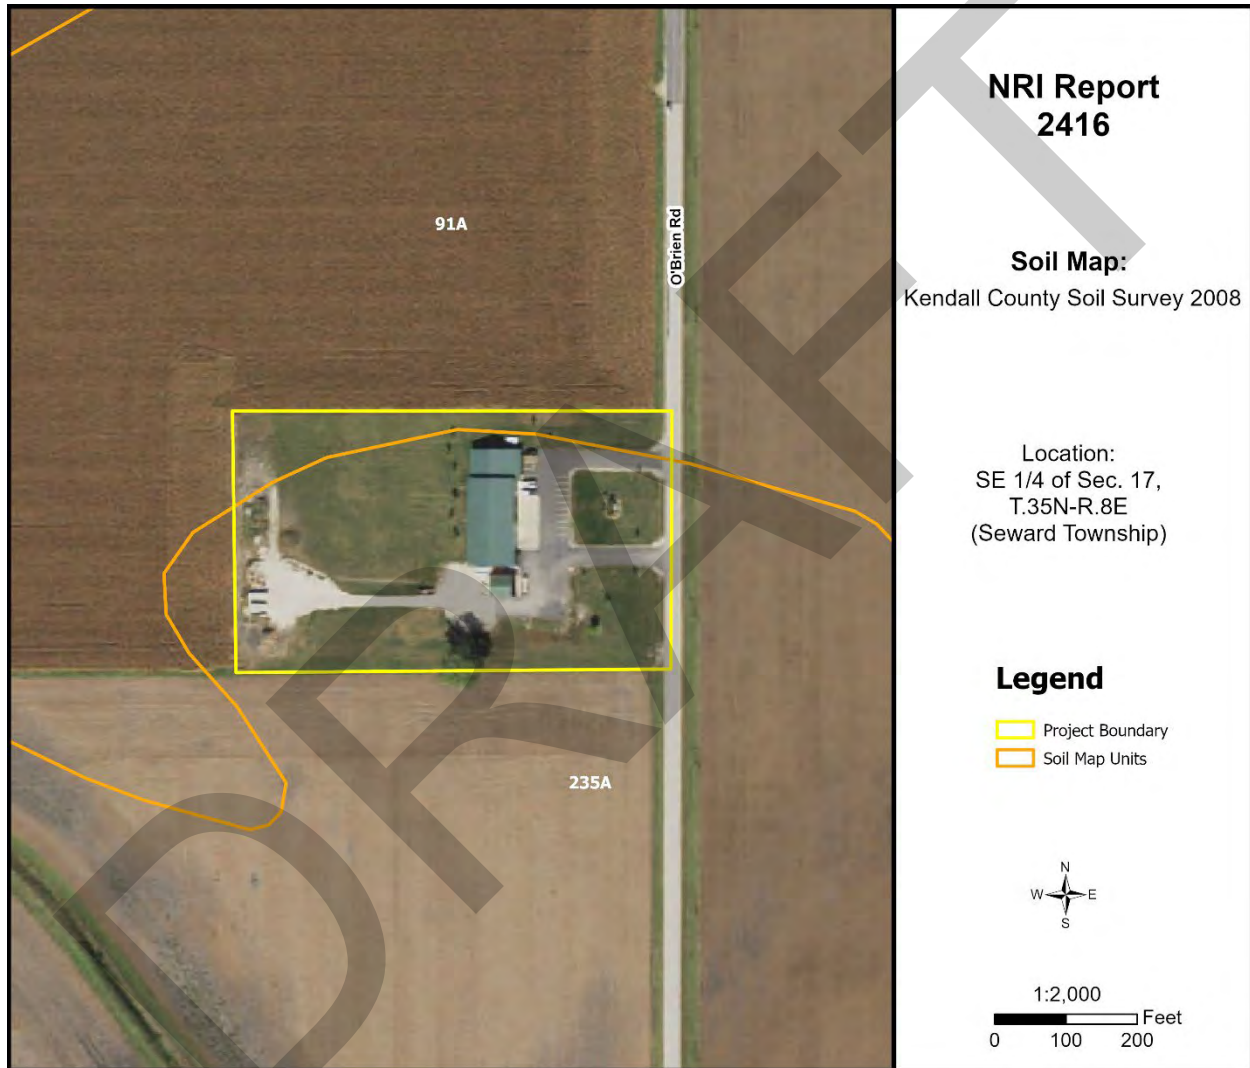 NRI Report
2416
Soil Map:
Kendall County Soil Survey 2008
Location:
SE 1/4 of Sec. 17,
T.35N-R.8E
(Seward Township)
Legend
Project Boundary
Soil Map Units
N
W E
S
1:2,000
Feet
0 100 200
91A
O'Brien Rd
235A
DRAFT